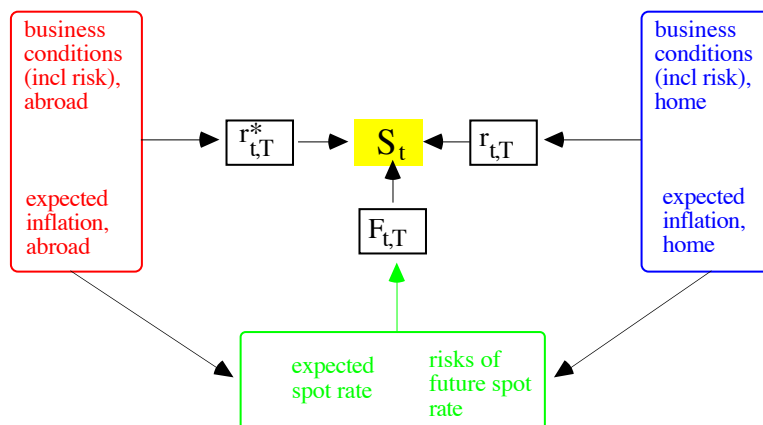 business
conditions
(incl risk),
abroad
expected
inflation,
abroad
r*t,T
St
rt,T
Ft,T
business
conditions
(incl risk),
home
expected
inflation,
home
expected
spot rate
risks of
future spot
rate